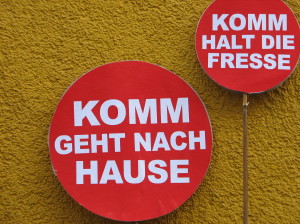 KOMM
GEHT NACH
HAUSE
KOMM
HALT DIE
FRESSE